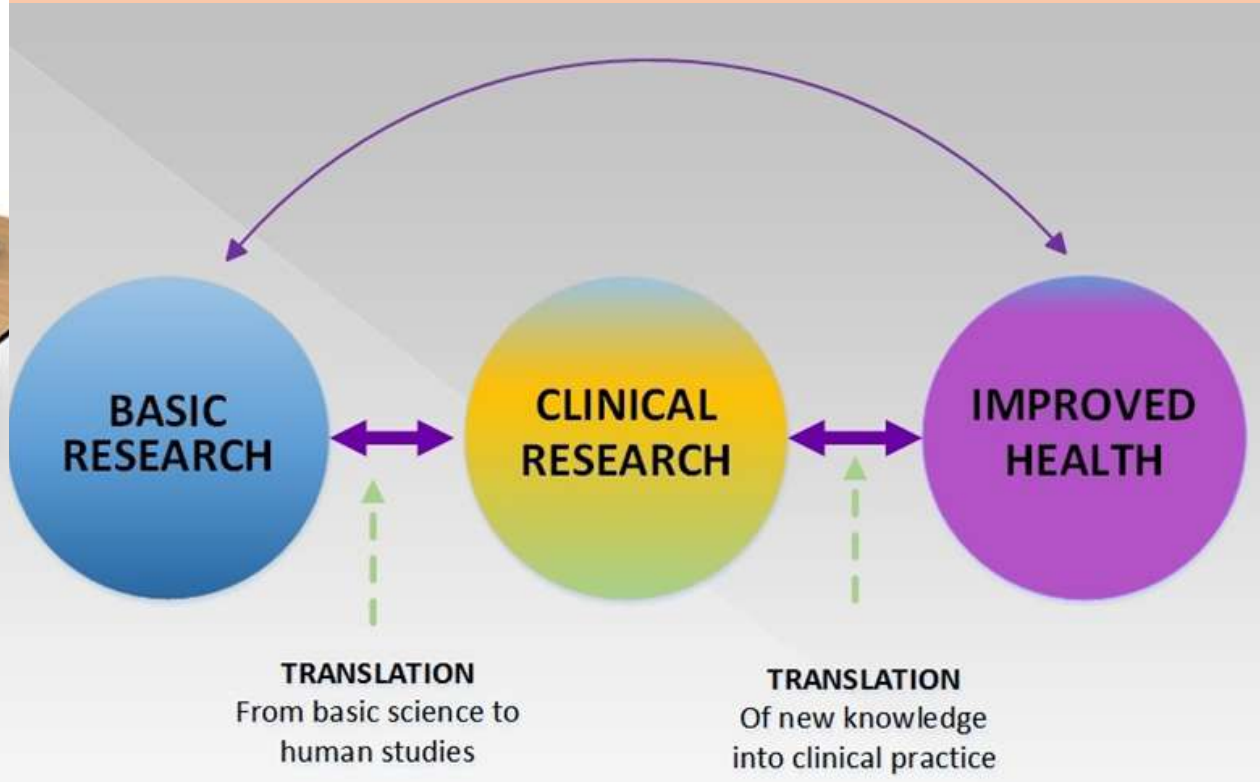 BASIC
RESEARCH
CLINICAL
RESEARCH
IMPROVED
HEALTH
TRANSLATION
From basic science to
human studies
TRANSLATION
Of new knowledge
into clinical practice